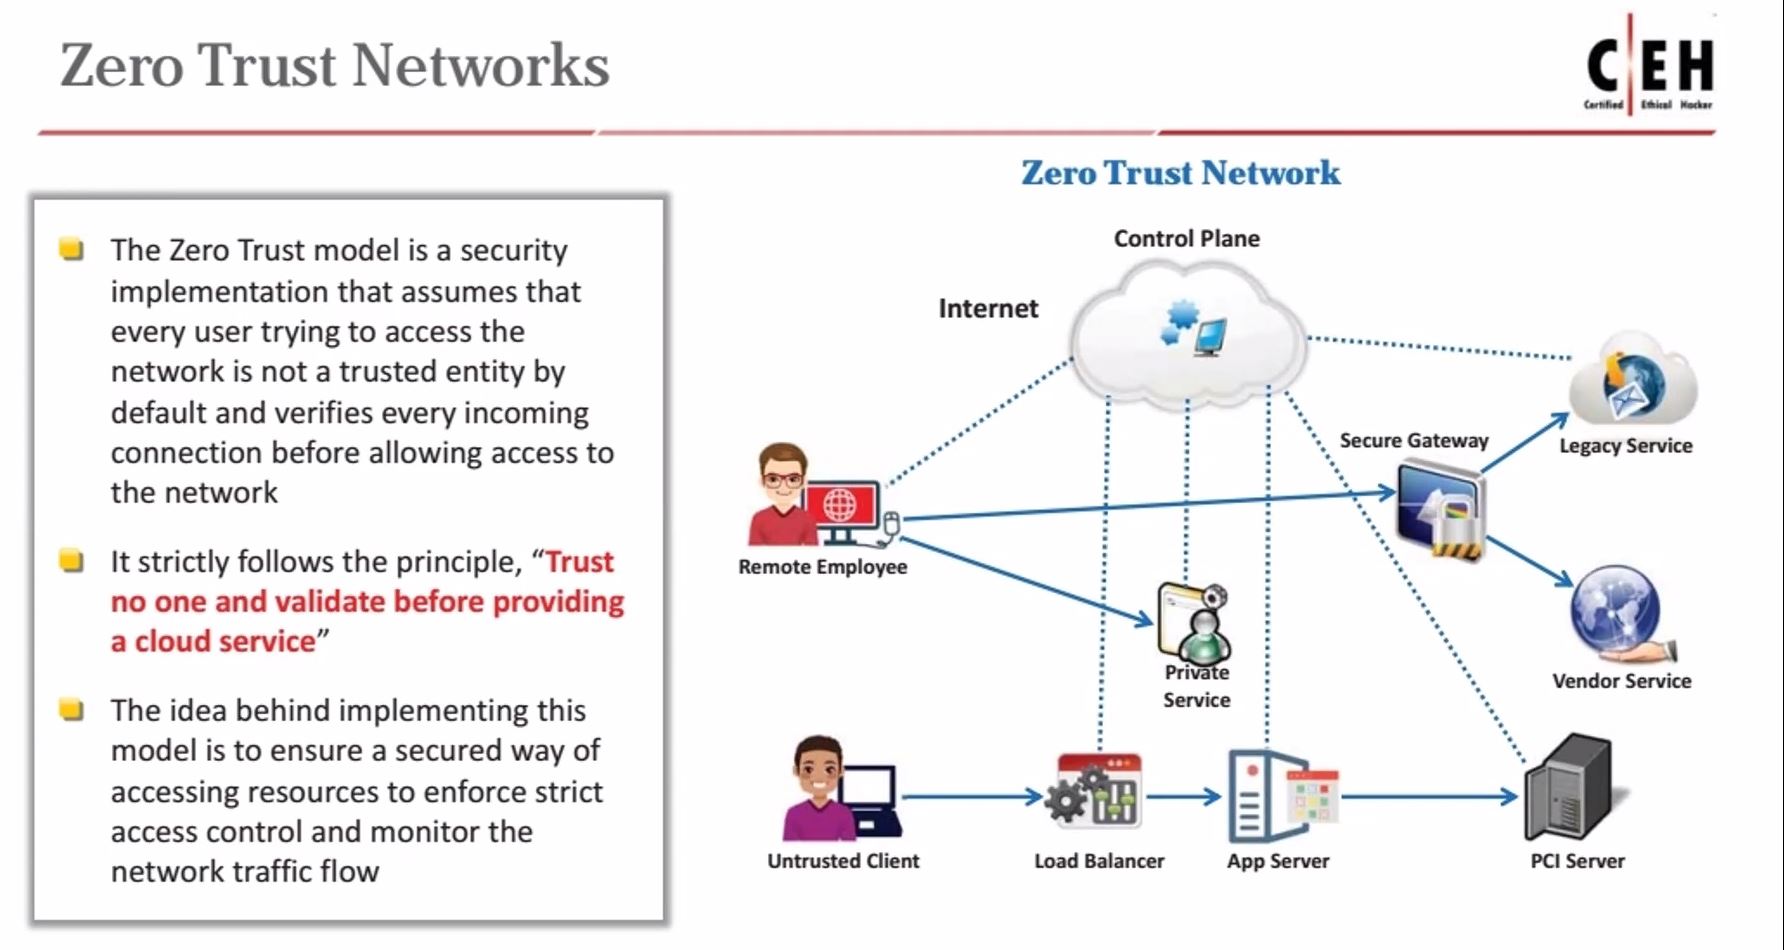 Zero Trust Networks
C|EH
Certified Ethical Hacker
The Zero Trust model is a security
implementation that assumes that
every user trying to access the
network is not a trusted entity by
default and verifies every incoming
connection before allowing access to
the network
It strictly follows the principle, “Trust
no one and validate before providing
a cloud service”
The idea behind implementing this
model is to ensure a secured way of
accessing resources to enforce strict
access control and monitor the
network traffic flow
Zero Trust Network
Control Plane
Internet
Secure Gateway
Legacy Service
Remote Employee
Private
Service
Vendor Service
Untrusted Client
Load Balancer
App Server
PCI Server